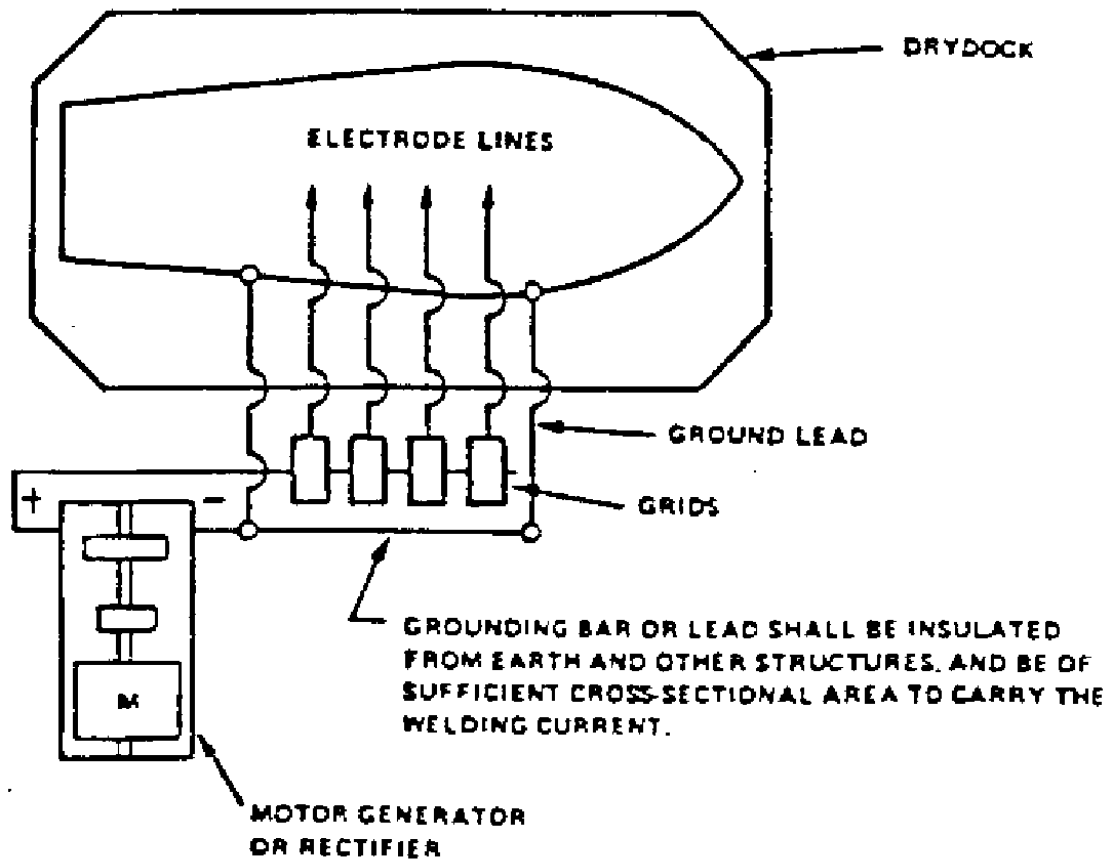 DRYDOCK
ELECTRODE LINES
GROUND LEAD
+ -
GRIDS
GROUNDING BAR OR LEAD SHALL BE INSULATED
FROM EARTH AND OTHER STRUCTURES, AND BE OF
SUFFICIENT CROSS-SECTIONAL AREA TO CARRY THE
WELDING CURRENT.
M
MOTOR GENERATOR
OR RECTIFIER